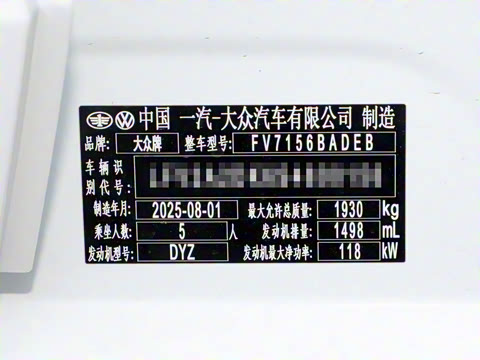 中国 一汽-大众汽车有限公司 制造
品牌: 大众牌 整车型号: FV7156BADEB
车辆识
别代号:
制造年月: 2025-08-01 最大允许总质量: 1930 kg
乘坐人数: 5 人 发动机排量: 1498 mL
发动机型号: DYZ 发动机最大净功率: 118 kW